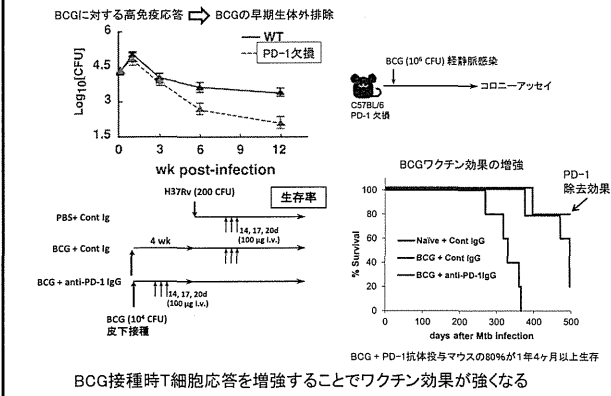 BCGに対する高免疫応答 ⇨ BCGの早期生体外排除
Log10[CFU]
6
4.5
3
1.5
WT
PD-1欠損
0 3 6 9 12
wk post-infection
BCG (10⁶ CFU) 経静脈感染
コロニーアッセイ
C57BL/6
PD-1 欠損
H37Rv (200 CFU)
生存率
PBS+ Cont Ig
14, 17, 20d
(100 μg i.v.)
4 wk
BCG + Cont Ig
BCG + anti-PD-1 IgG
14, 17, 20d
(100 μg i.v.)
BCG (10⁴ CFU)
皮下接種
BCGワクチン効果の増強
PD-1
除去効果
% Survival
100
80
60
40
20
0
Naïve + Cont IgG
BCG + Cont IgG
BCG + anti-PD-1IgG
0 100 200 300 400 500
days after Mtb infection
BCG + PD-1抗体投与マウスの80%が1年4ヶ月以上生存
BCG接種時T細胞応答を増強することでワクチン効果が強くなる